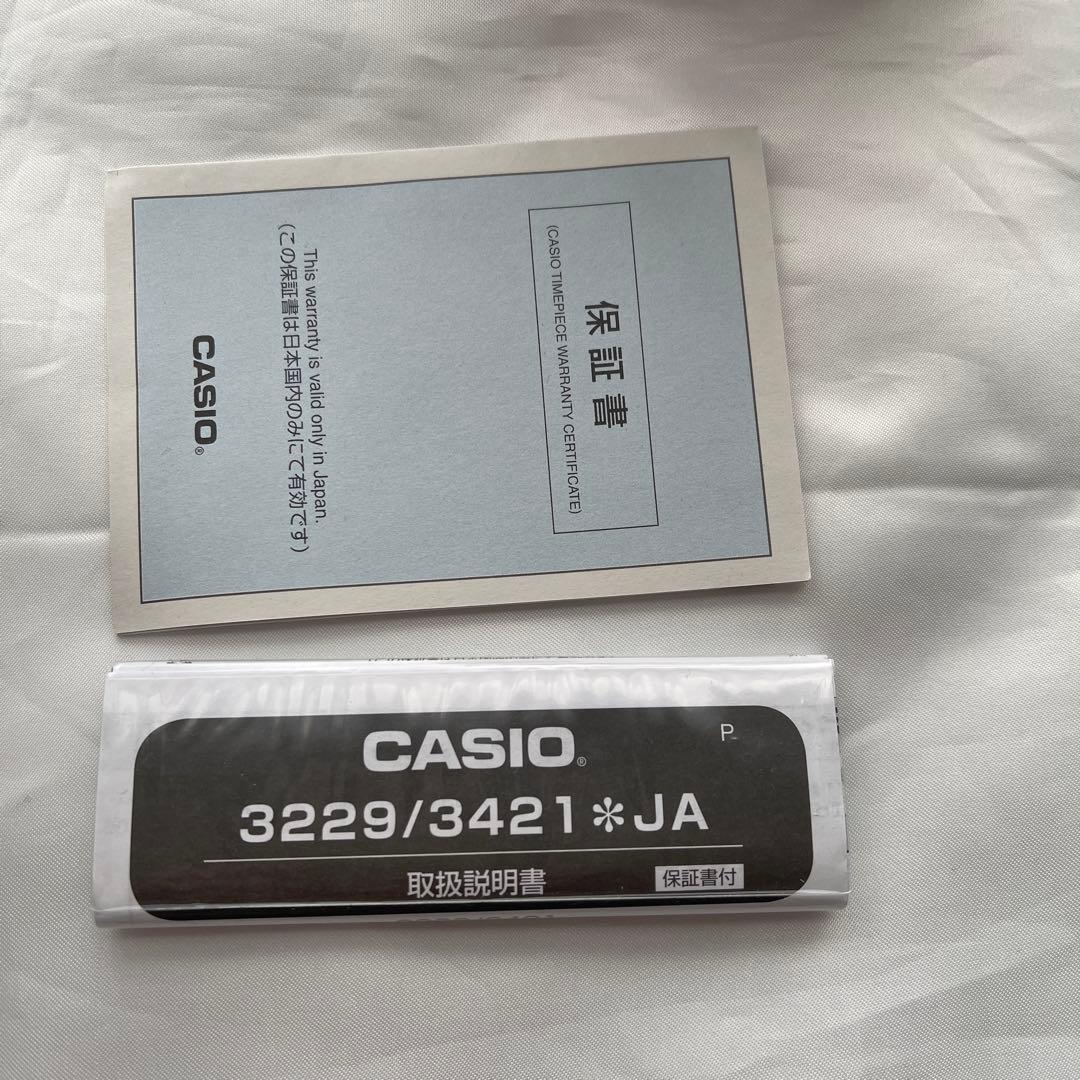 保証書
(CASIO TIMEPIECE WARRANTY CERTIFICATE)
This warranty is valid only in Japan.
(この保証書は日本国内のみにて有効です)
CASIO®
P
CASIO®
3229/3421✽JA
取扱説明書
保証書付